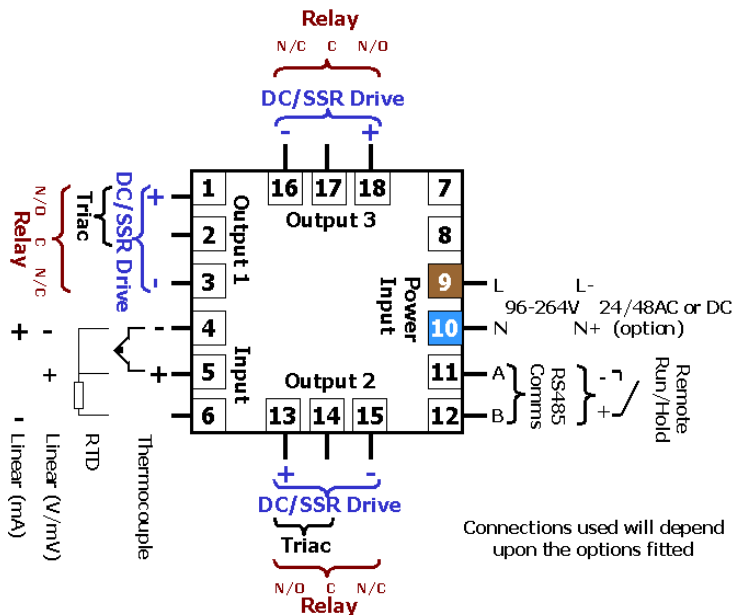 Relay
N/C C N/O
DC/SSR Drive
- +
16 17 18
Output 3
1
2
3
Output 1
+
-
DC/SSR Drive
Triac
N/O C N/C
Relay
4
5
6
Input
-
+
Thermocouple
RTD
- +
Linear (V/mV)
+ -
Linear (mA)
7
8
9
10
Power
Input
L
N
96-264V
L-
N+
24/48AC or DC
(option)
11
12
A
B
RS485
Comms
-
+
Remote
Run/Hold
Output 2
13 14 15
+ -
DC/SSR Drive
Triac
N/O C N/C
Relay
Connections used will depend
upon the options fitted